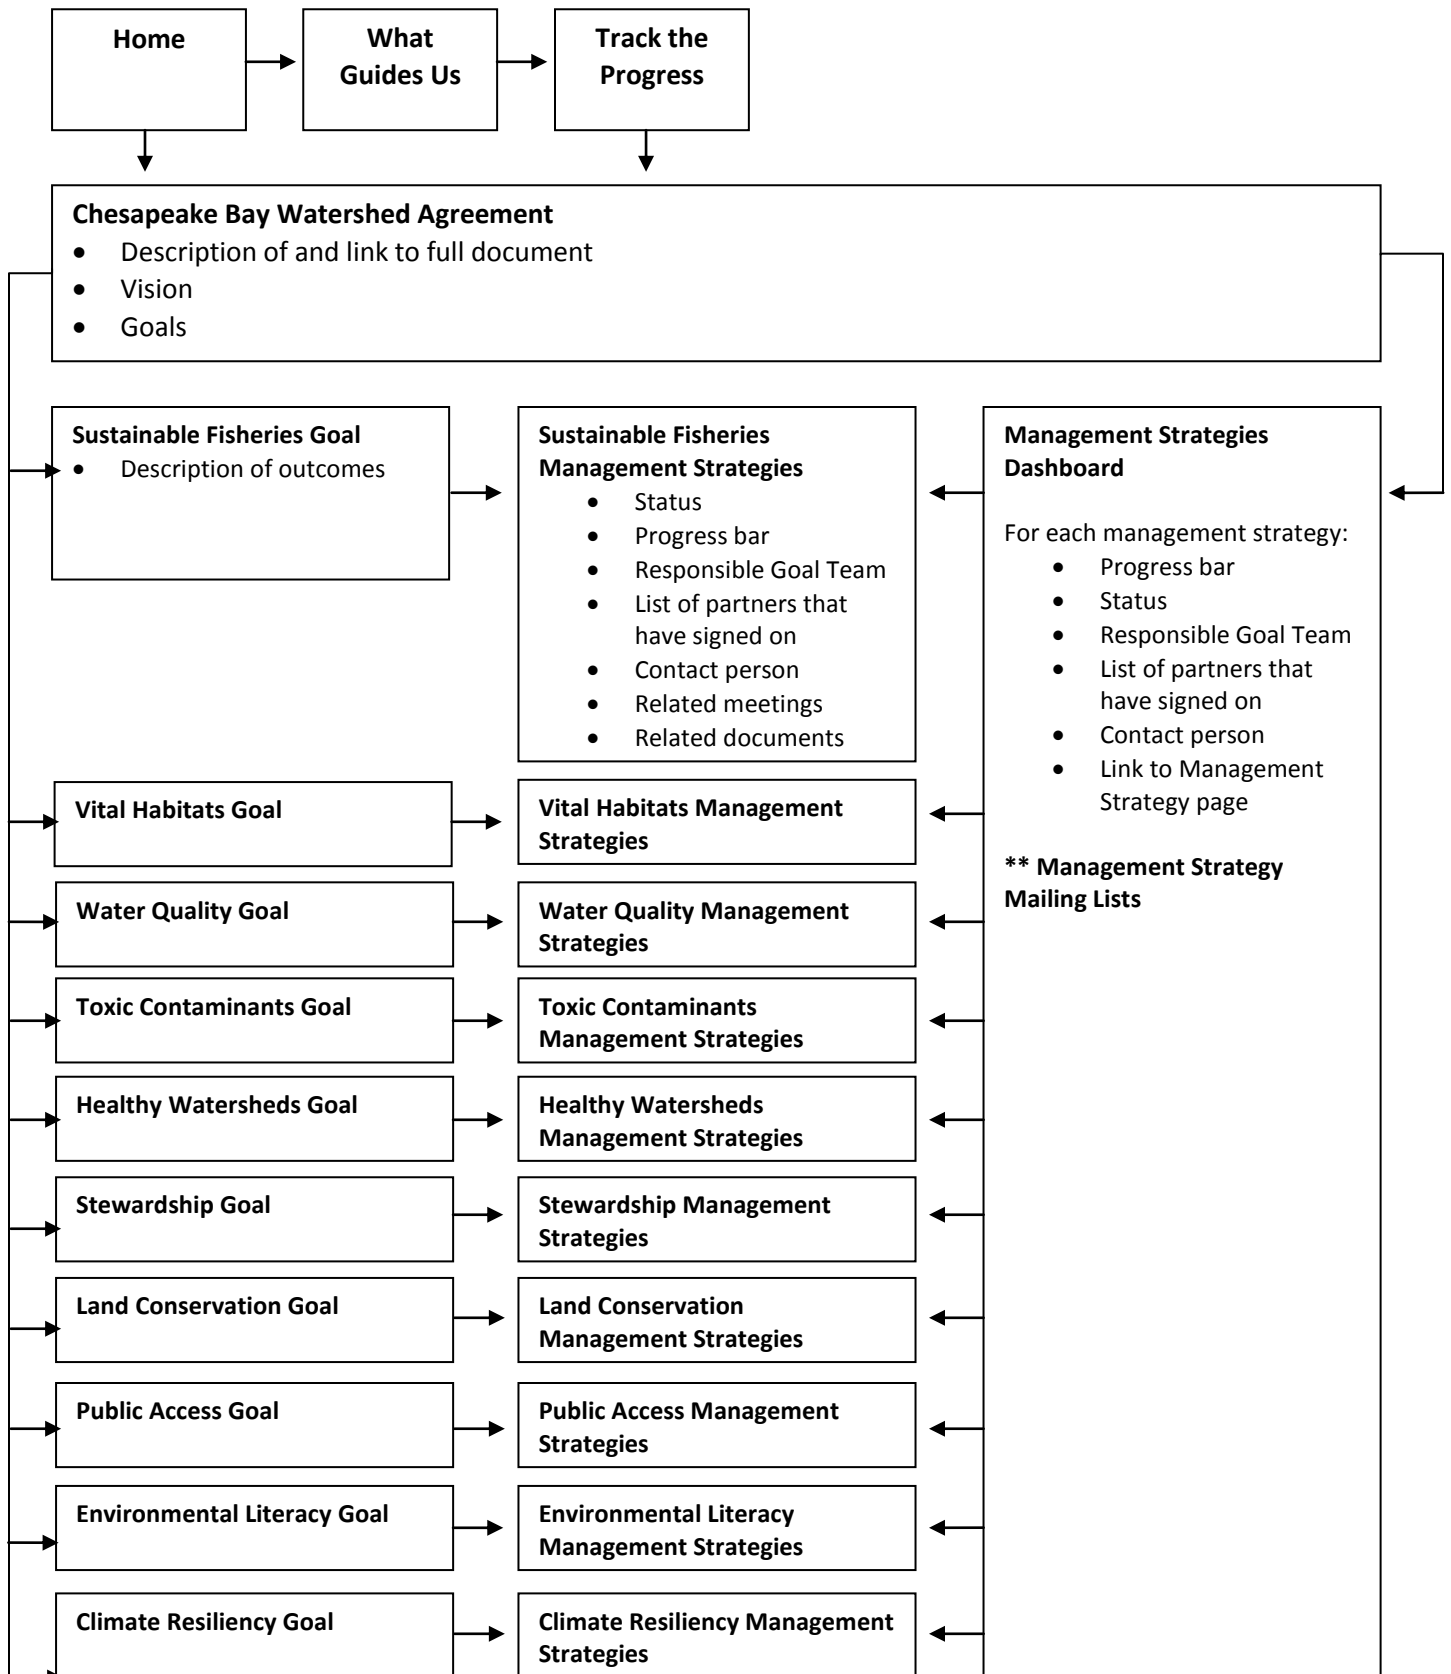 Home
What
Guides Us
Track the
Progress
Chesapeake Bay Watershed Agreement
• Description of and link to full document
• Vision
• Goals
Sustainable Fisheries Goal
• Description of outcomes
Sustainable Fisheries
Management Strategies
• Status
• Progress bar
• Responsible Goal Team
• List of partners that
have signed on
• Contact person
• Related meetings
• Related documents
Management Strategies
Dashboard
For each management strategy:
• Progress bar
• Status
• Responsible Goal Team
• List of partners that
have signed on
• Contact person
• Link to Management
Strategy page
** Management Strategy
Mailing Lists
Vital Habitats Goal
Vital Habitats Management
Strategies
Water Quality Goal
Water Quality Management
Strategies
Toxic Contaminants Goal
Toxic Contaminants
Management Strategies
Healthy Watersheds Goal
Healthy Watersheds
Management Strategies
Stewardship Goal
Stewardship Management
Strategies
Land Conservation Goal
Land Conservation
Management Strategies
Public Access Goal
Public Access Management
Strategies
Environmental Literacy Goal
Environmental Literacy
Management Strategies
Climate Resiliency Goal
Climate Resiliency Management
Strategies